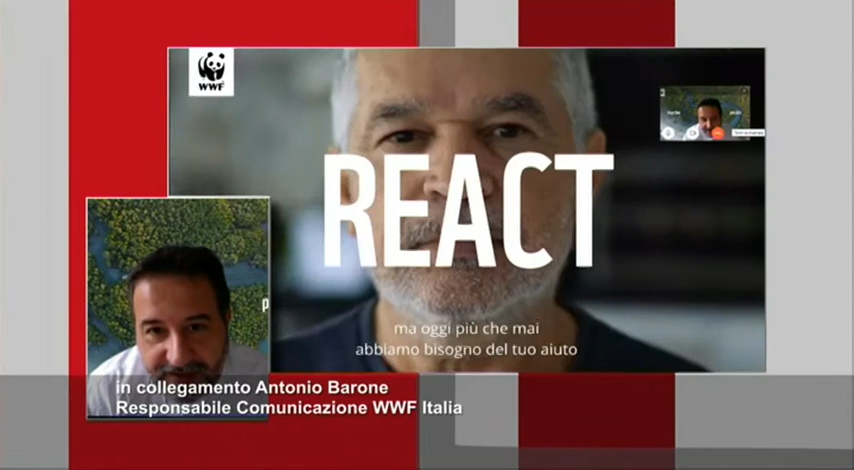 WWF
REACT
ma oggi più che mai
abbiamo bisogno del tuo aiuto
p
in collegamento Antonio Barone
Responsabile Comunicazione WWF Italia